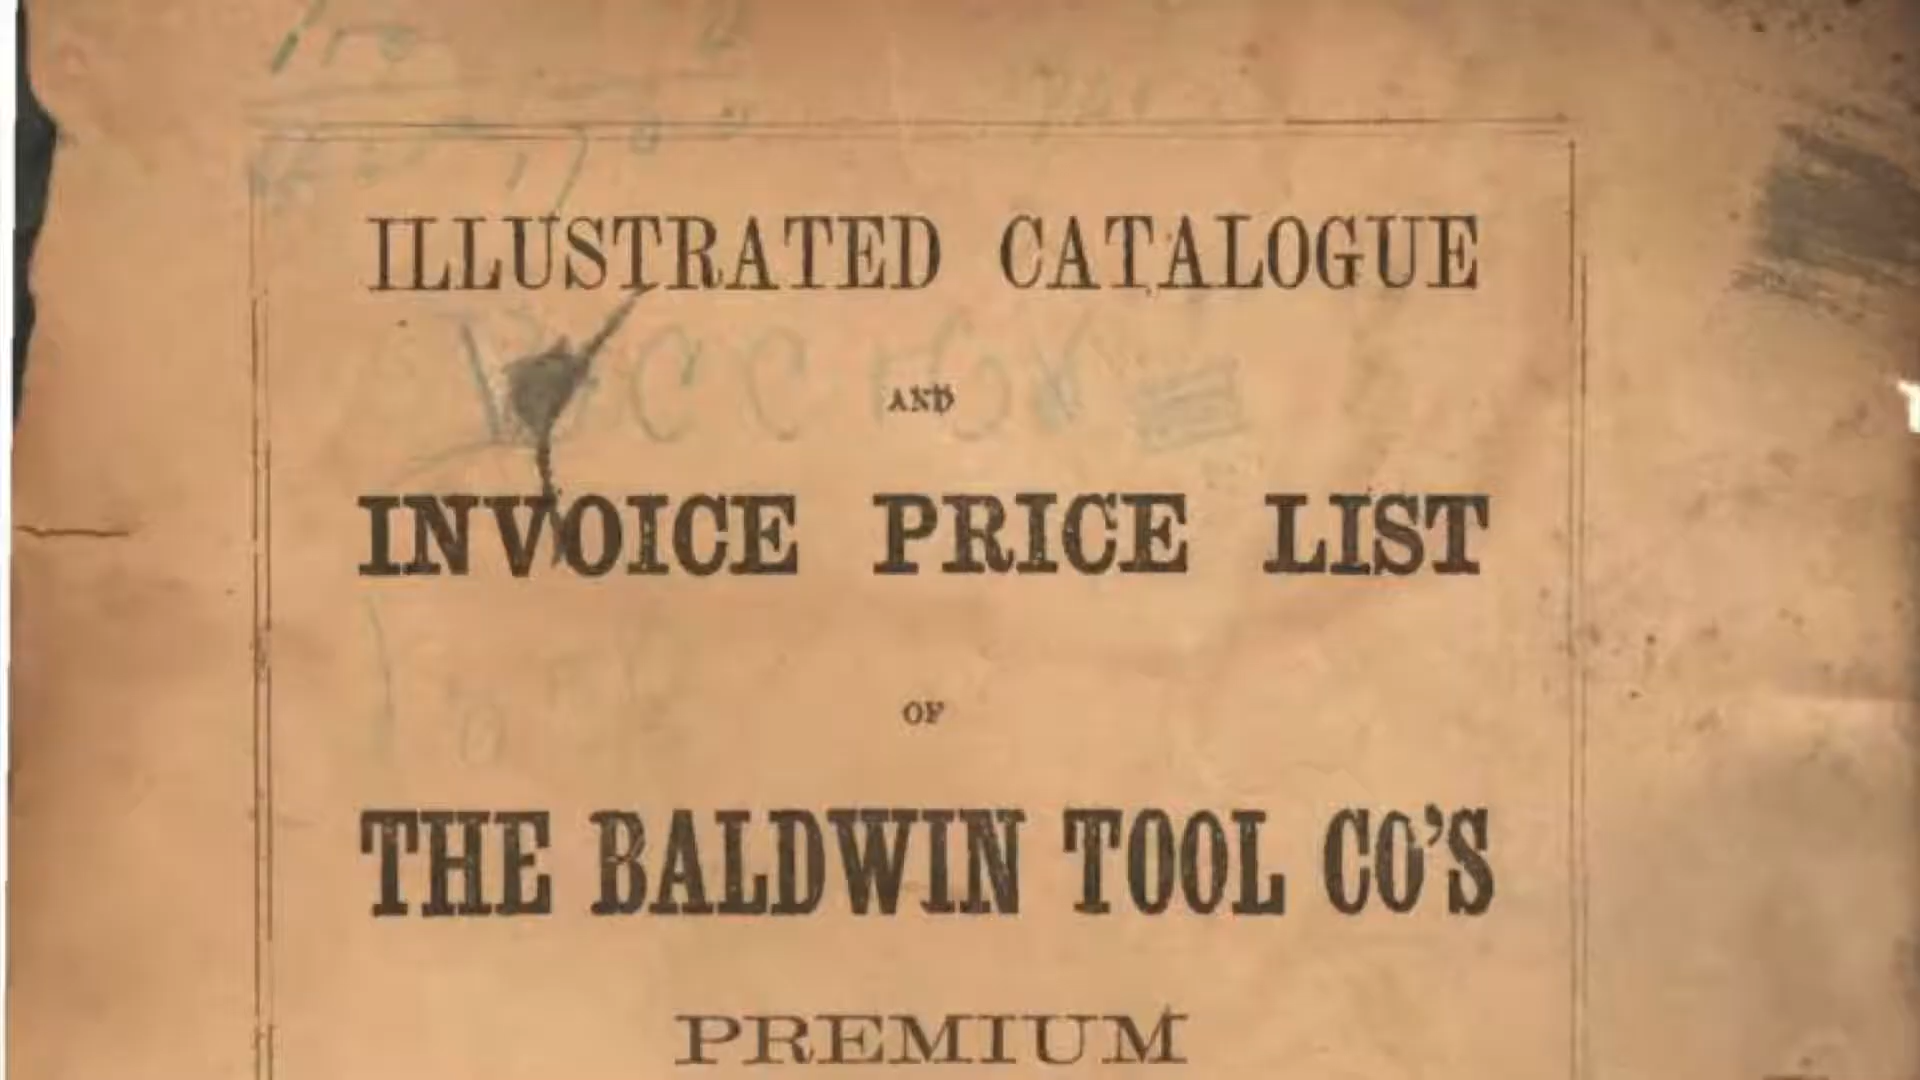 ILLUSTRATED CATALOGUE
AND
INVOICE PRICE LIST
OF
THE BALDWIN TOOL CO'S
PREMIUM